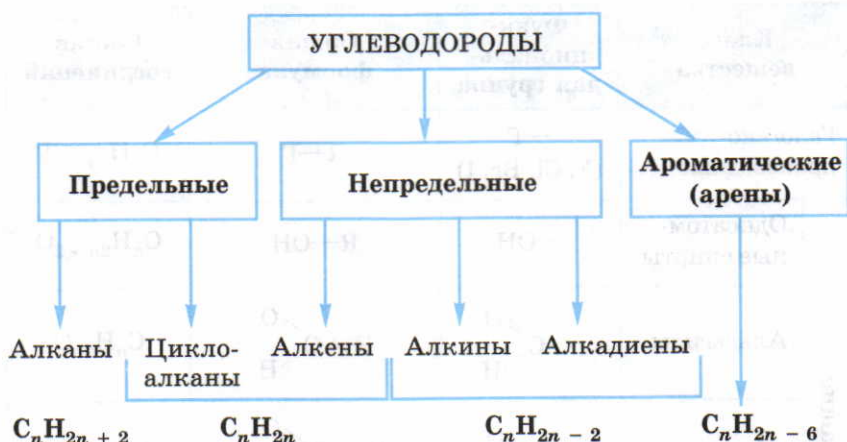 УГЛЕВОДОРОДЫ
Предельные
Непредельные
Ароматические
(арены)
Алканы
Цикло-
алканы
Алкены
Алкины
Алкадиены
CₙH₂ₙ ₊ ₂
CₙH₂ₙ
CₙH₂ₙ ₋ ₂
CₙH₂ₙ ₋ ₆